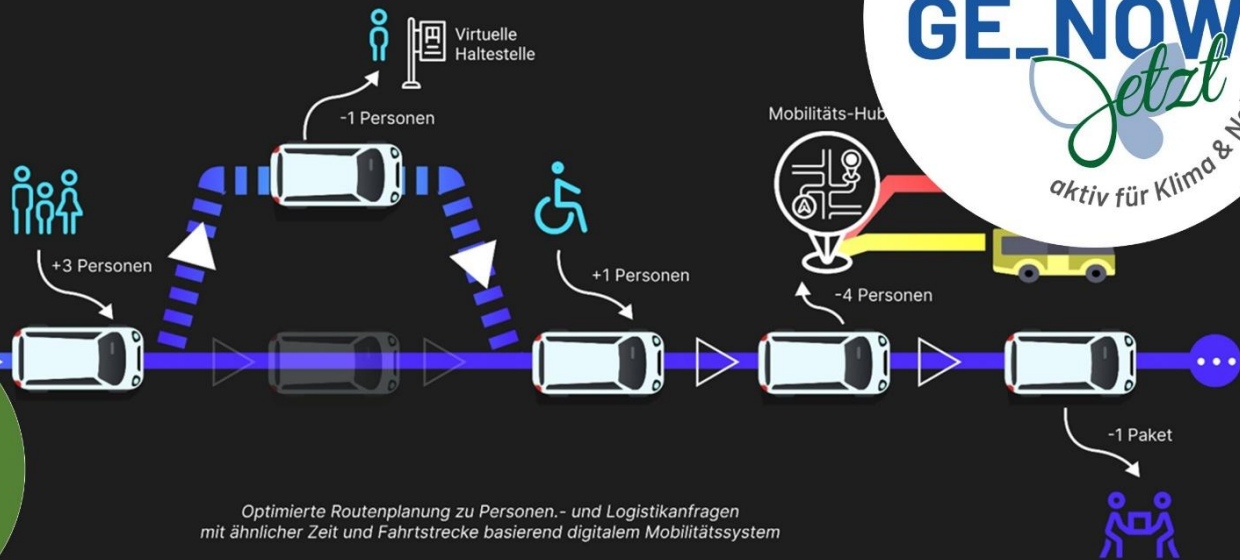 Virtuelle
Haltestelle
-1 Personen
Mobilitäts-Hub
GE_NOW
Jetzt
aktiv für Klima &
+3 Personen
+1 Personen
-4 Personen
-1 Paket
Optimierte Routenplanung zu Personen.- und Logistikanfragen
mit ähnlicher Zeit und Fahrtstrecke basierend digitalem Mobilitätssystem